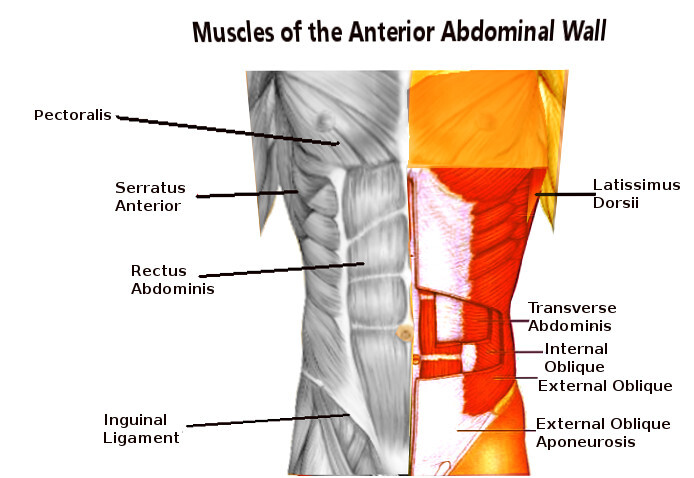 Muscles of the Anterior Abdominal Wall
Pectoralis
Serratus
Anterior
Rectus
Abdominis
Inguinal
Ligament
Latissimus
Dorsii
Transverse
Abdominis
Internal
Oblique
External Oblique
External Oblique
Aponeurosis